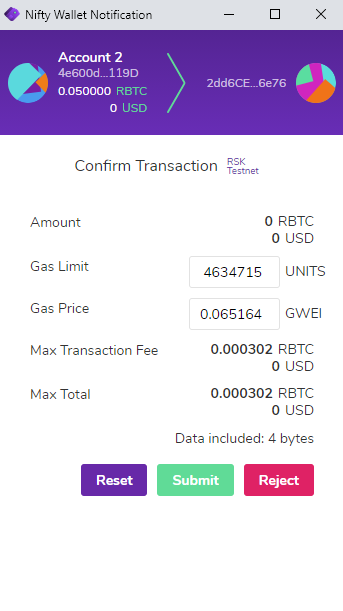 Nifty Wallet Notification
Account 2
4e600d...119D
0.050000 RBTC
0 USD
2dd6CE...6e76
Confirm Transaction RSK Testnet
Amount 0 RBTC
0 USD
Gas Limit 4634715 UNITS
Gas Price 0.065164 GWEI
Max Transaction Fee 0.000302 RBTC
0 USD
Max Total 0.000302 RBTC
0 USD
Data included: 4 bytes
Reset Submit Reject